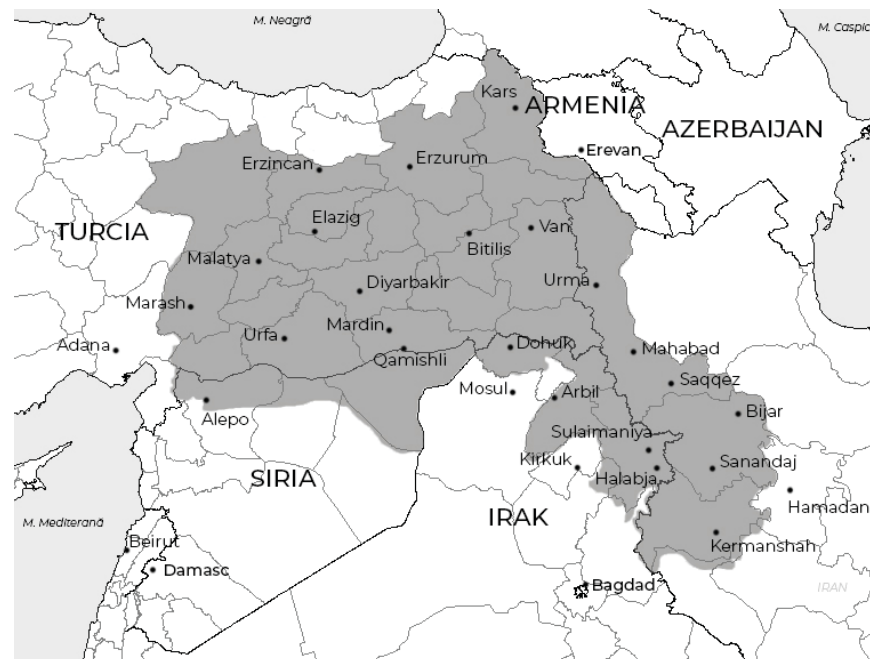 M. Neagră
M. Caspic
Kars
ARMENIA
AZERBAIJAN
Erevan
Erzincan
Erzurum
Elazig
TURCIA
Van
Bitilis
Malatya
Diyarbakir
Urma
Marash
Mardin
Urfa
Dohuk
Adana
Qamishli
Mahabad
Mosul
Saqqez
Arbil
Alepo
Bijar
Sulaimaniya
Kirkuk
Sanandaj
SIRIA
Halabja
Hamadan
IRAK
M. Mediterană
Kermanshah
Beirut
Damasc
Bagdad
IRAN